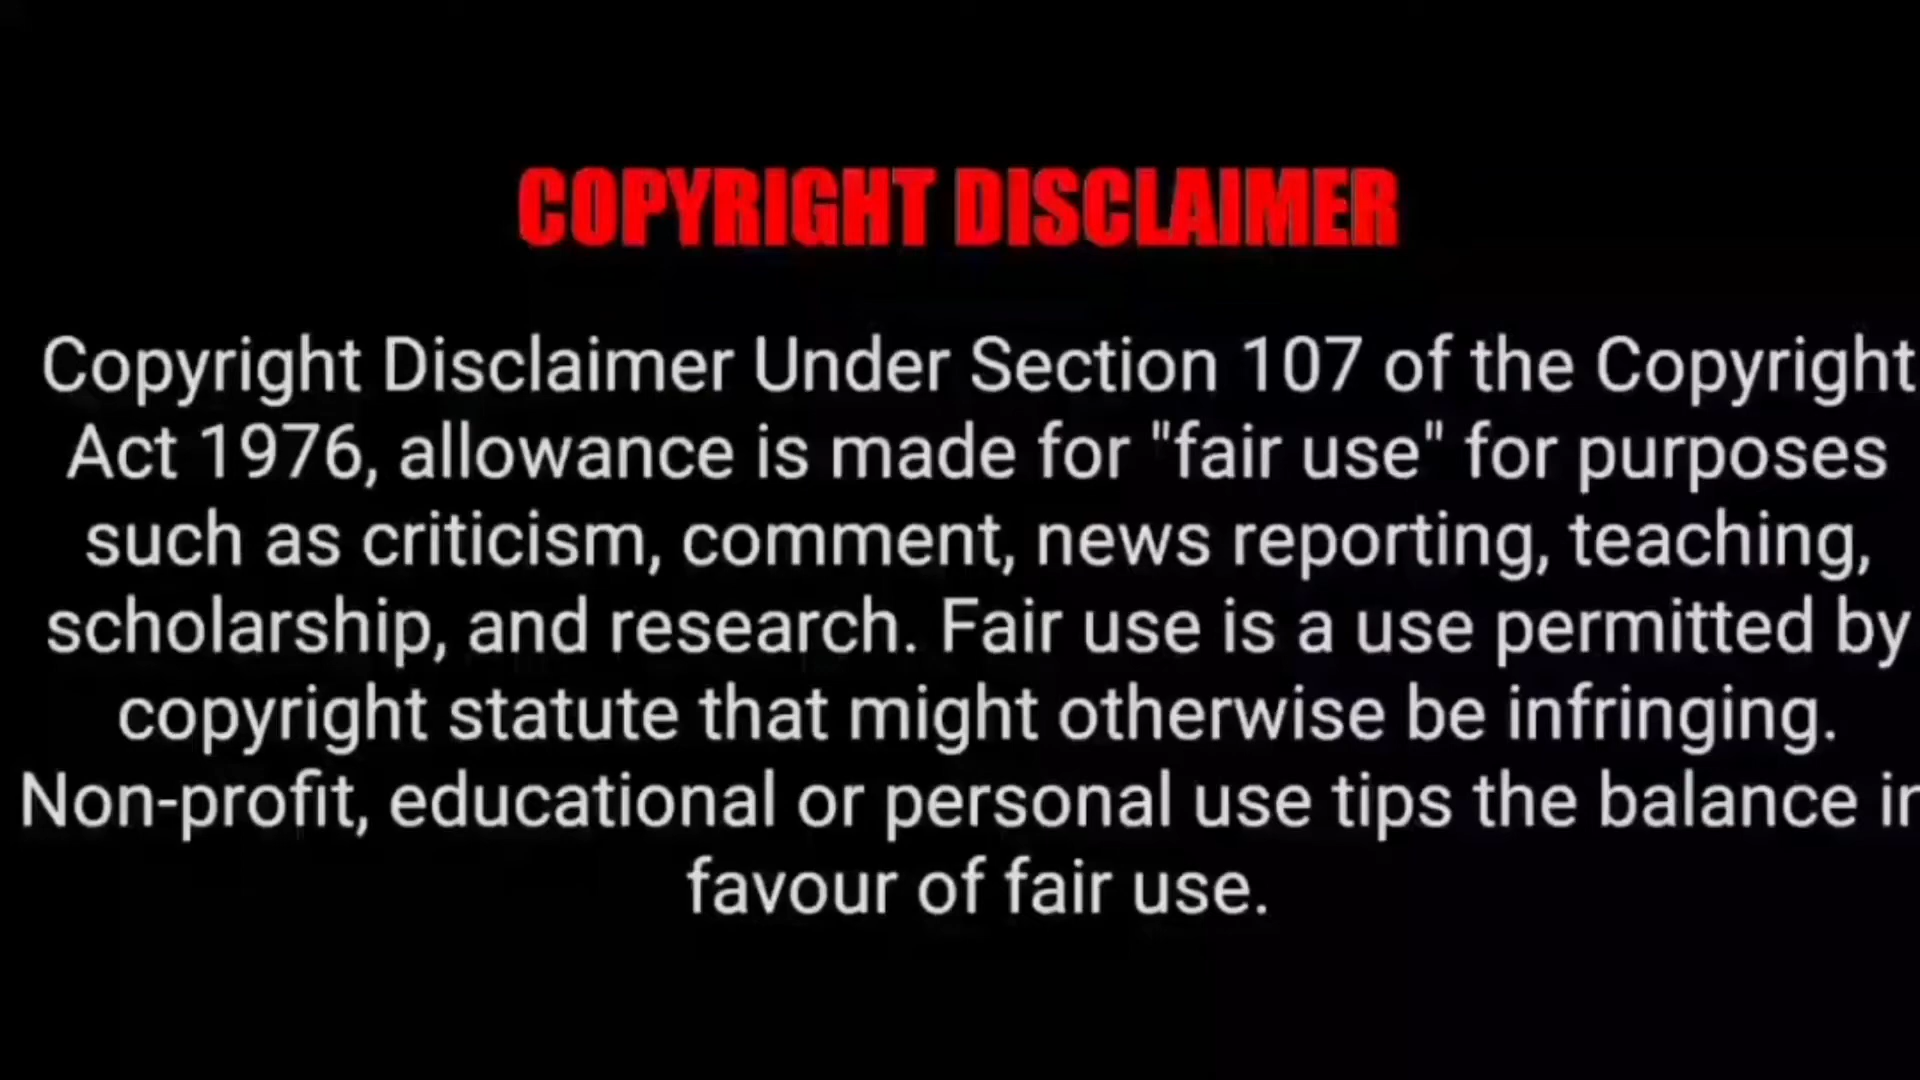 COPYRIGHT DISCLAIMER
Copyright Disclaimer Under Section 107 of the Copyright
Act 1976, allowance is made for "fair use" for purposes
such as criticism, comment, news reporting, teaching,
scholarship, and research. Fair use is a use permitted by
copyright statute that might otherwise be infringing.
Non-profit, educational or personal use tips the balance in
favour of fair use.